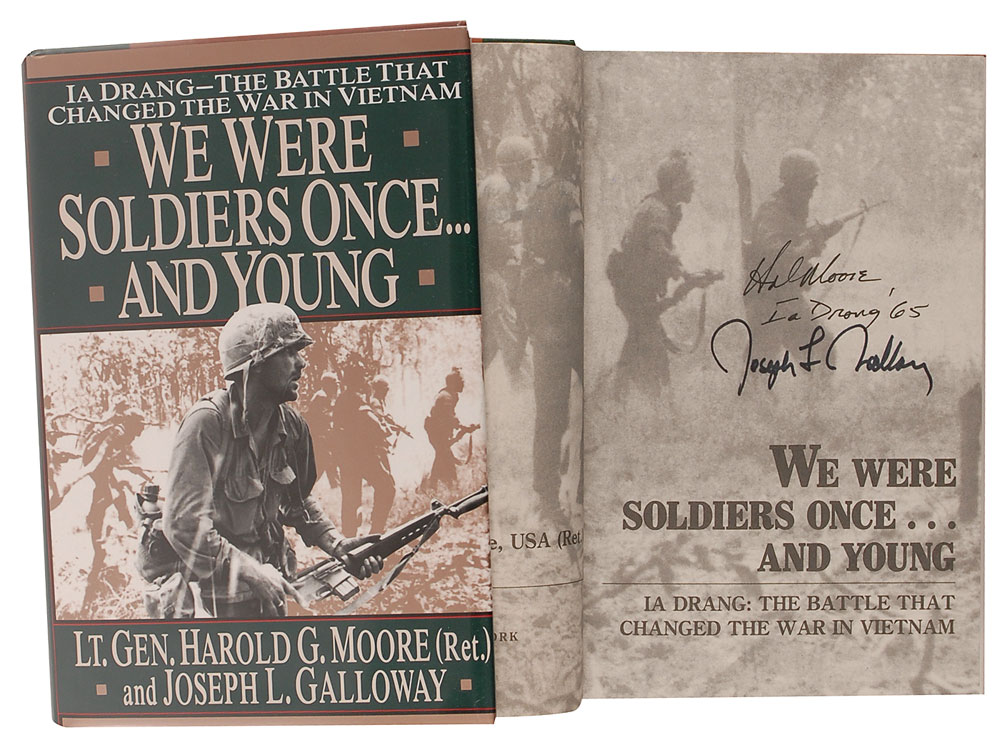 IA DRANG—THE BATTLE THAT
CHANGED THE WAR IN VIETNAM
WE WERE
SOLDIERS ONCE...
AND YOUNG
LT. GEN. HAROLD G. MOORE (Ret.)
and JOSEPH L. GALLOWAY
e, USA (Ret
ORK
Hal Moore,
Ia Drang '65
Joseph L Galloway
WE WERE
SOLDIERS ONCE . . .
AND YOUNG
IA DRANG: THE BATTLE THAT
CHANGED THE WAR IN VIETNAM